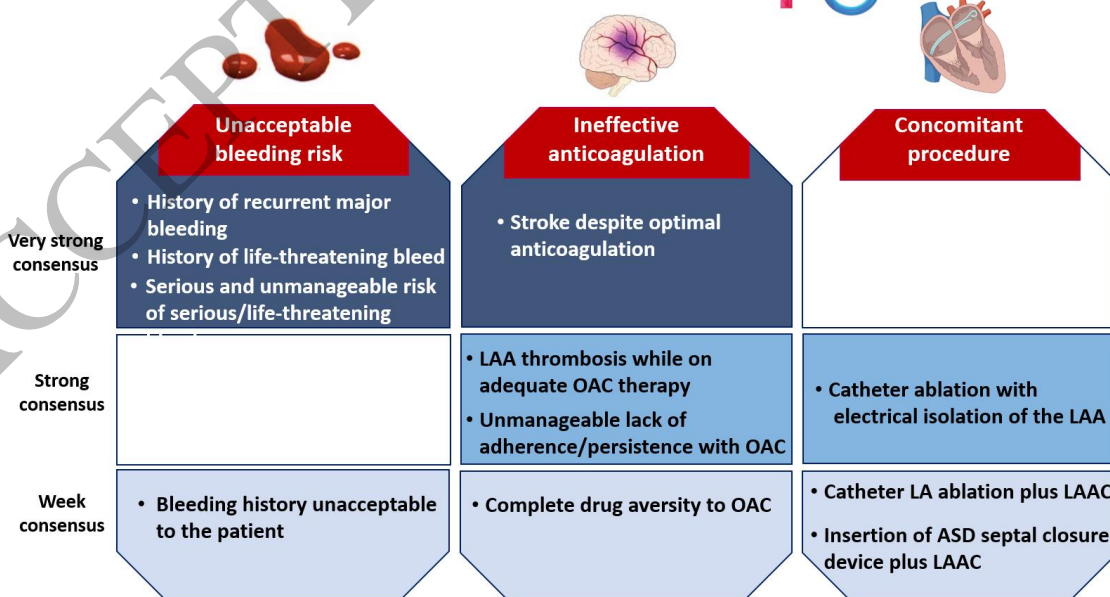 Unacceptable
bleeding risk
Ineffective
anticoagulation
Concomitant
procedure
Very strong
consensus
• History of recurrent major
bleeding
• History of life-threatening bleed
• Serious and unmanageable risk
of serious/life-threatening
• Stroke despite optimal
anticoagulation
Strong
consensus
• LAA thrombosis while on
adequate OAC therapy
• Unmanageable lack of
adherence/persistence with OAC
• Catheter ablation with
electrical isolation of the LAA
Week
consensus
• Bleeding history unacceptable
to the patient
• Complete drug aversity to OAC
• Catheter LA ablation plus LAAC
• Insertion of ASD septal closure
device plus LAAC